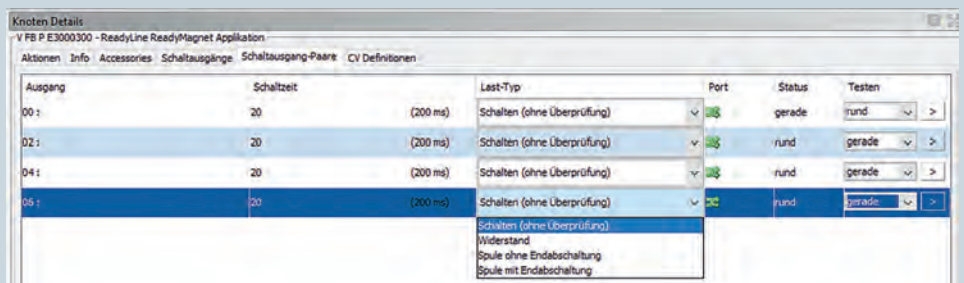 Knoten Details
V FB P E3000300 - ReadyLine ReadyMagnet Applikation
Aktionen Info Accessories Schaltausgänge Schaltausgang-Paare CV Definitionen
Ausgang Schaltzeit Last-Typ Port Status Testen
00 : 20 (200 ms) Schalten (ohne Überprüfung) gerade rund >
02 : 20 (200 ms) Schalten (ohne Überprüfung) rund gerade >
04 : 20 (200 ms) Schalten (ohne Überprüfung) rund gerade >
06 : 20 (200 ms) Schalten (ohne Überprüfung) rund gerade >
Schalten (ohne Überprüfung)
Widerstand
Spule ohne Endabschaltung
Spule mit Endabschaltung